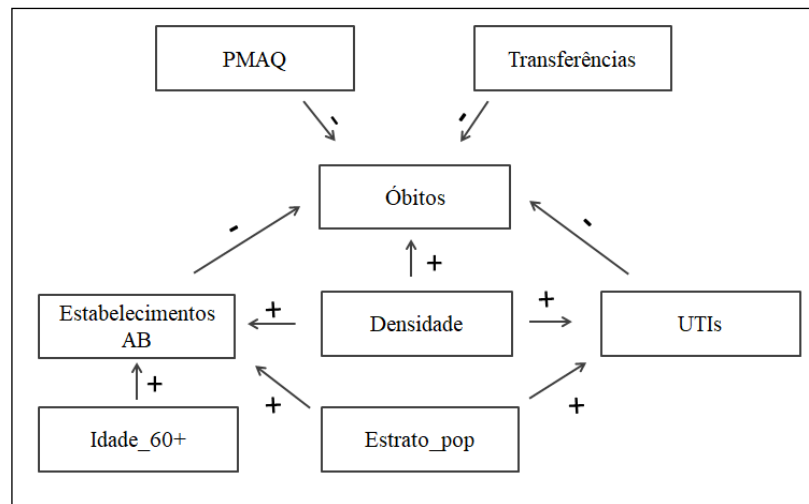 PMAQ
Transferências
-
-
Óbitos
-
-
+
Estabelecimentos
AB
+
Densidade
+
UTIs
+
+
+
Idade_60+
Estrato_pop